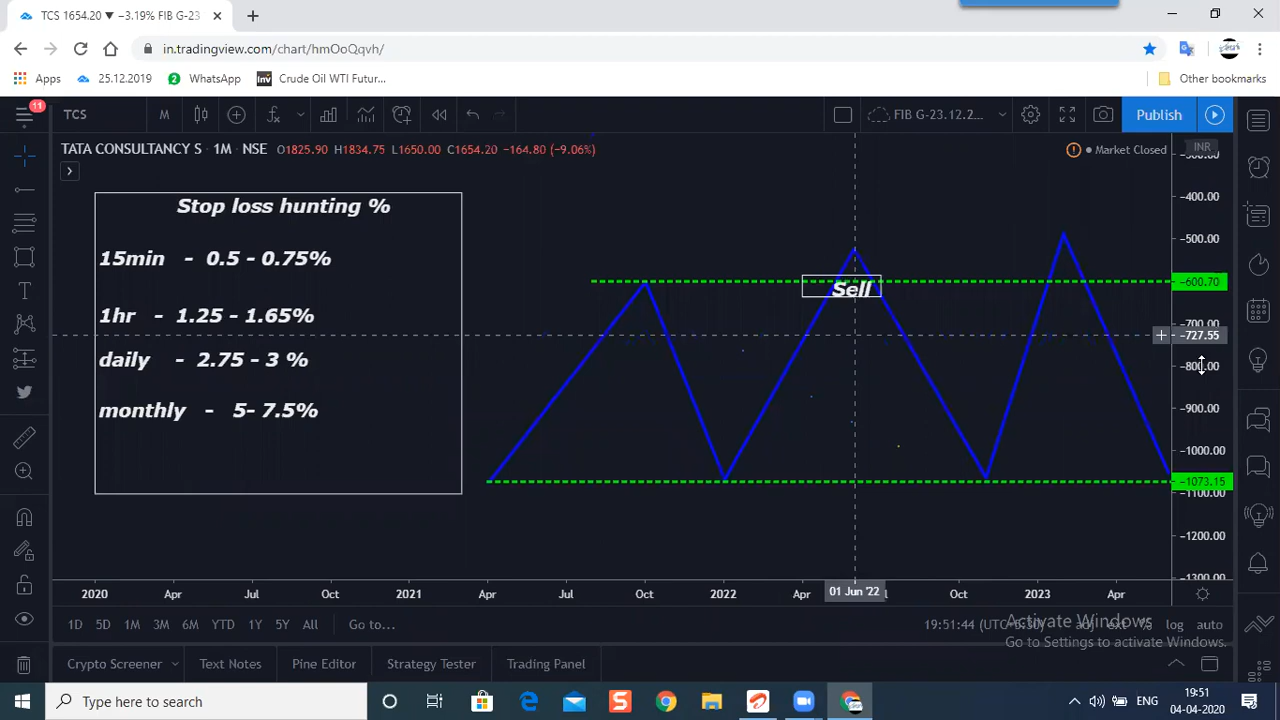 TCS 1654.20 ▼ −3.19% FIB G-23
in.tradingview.com/chart/hmOoQqvh/
Apps 25.12.2019 WhatsApp Crude Oil WTI Futur... Other bookmarks
11
TCS M FIB G-23.12.2... Publish
TATA CONSULTANCY S · 1M · NSE O1825.90 H1834.75 L1650.00 C1654.20 −164.80 (−9.06%) Market Closed INR
Stop loss hunting %
15min - 0.5 - 0.75%
1hr - 1.25 - 1.65%
daily - 2.75 - 3 %
monthly - 5- 7.5%
Sell
−300.00
−400.00
−500.00
−600.70
−700.00
−727.55
−800.00
−900.00
−1000.00
−1073.15
−1100.00
−1200.00
−1300.00
2020 Apr Jul Oct 2021 Apr Jul Oct 2022 Apr 01 Jun '22 Oct 2023 Apr
1D 5D 1M 3M 6M YTD 1Y 5Y All Go to... 19:51:44 (UTC+5:30) adj ext % log auto
Activate Windows
Go to Settings to activate Windows.
Crypto Screener Text Notes Pine Editor Strategy Tester Trading Panel
Type here to search
ENG
19:51
04-04-2020